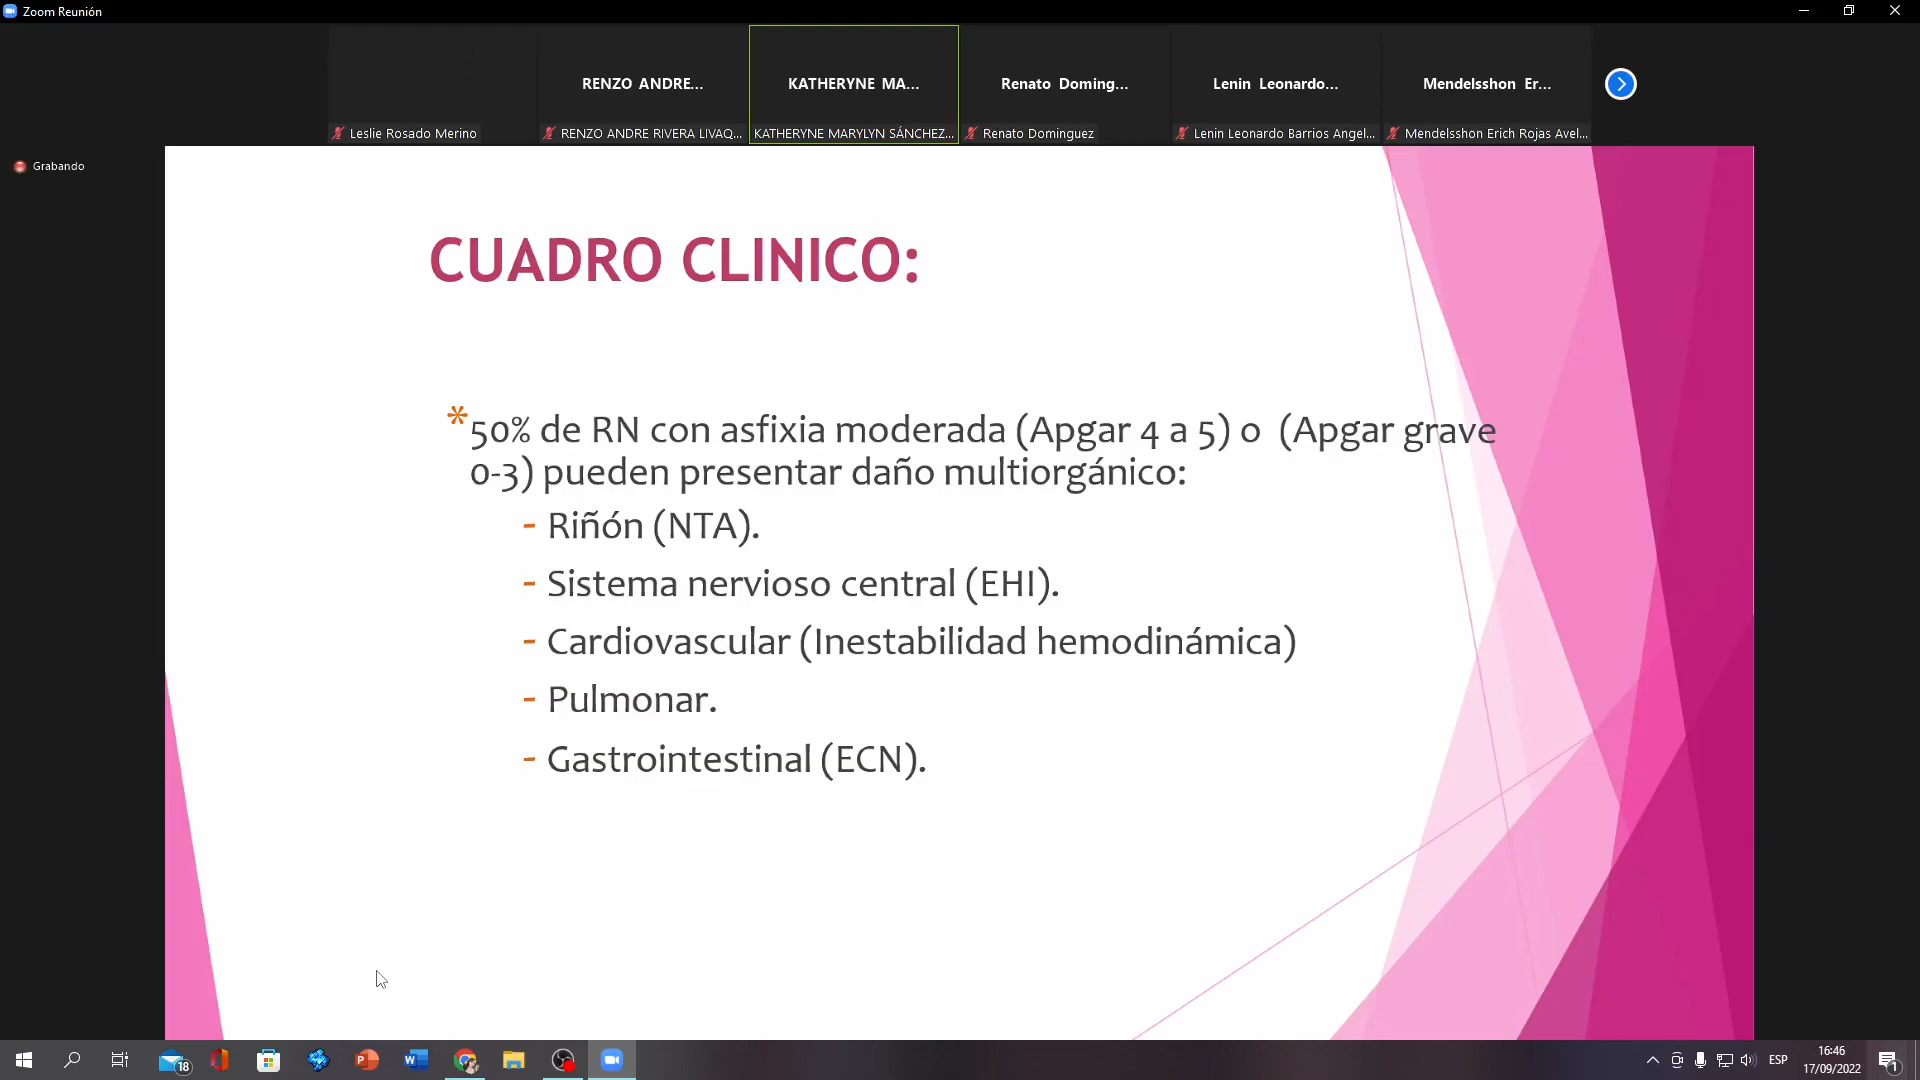 Zoom Reunión
RENZO ANDRE...
KATHERYNE MA...
Renato Doming...
Lenin Leonardo...
Mendelsshon Er...
Leslie Rosado Merino
RENZO ANDRE RIVERA LIVAQ...
KATHERYNE MARYLYN SÁNCHEZ...
Renato Dominguez
Lenin Leonardo Barrios Angel...
Mendelsshon Erich Rojas Avel...
Grabando
CUADRO CLINICO:
* 50% de RN con asfixia moderada (Apgar 4 a 5) o (Apgar grave
0-3) pueden presentar daño multiorgánico:
- Riñón (NTA).
- Sistema nervioso central (EHI).
- Cardiovascular (Inestabilidad hemodinámica)
- Pulmonar.
- Gastrointestinal (ECN).
18
ESP
16:46
17/09/2022
1